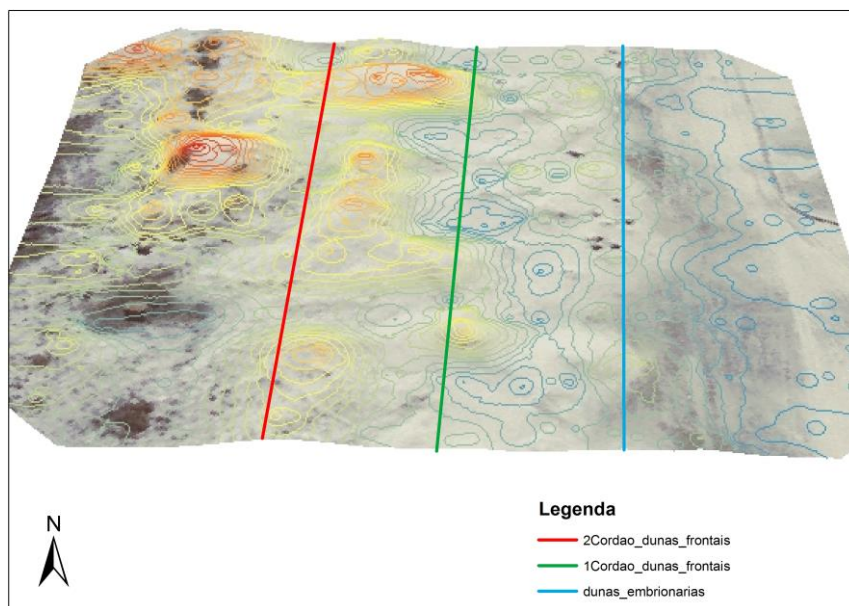 N
Legenda
2Cordao_dunas_frontais
1Cordao_dunas_frontais
dunas_embrionarias